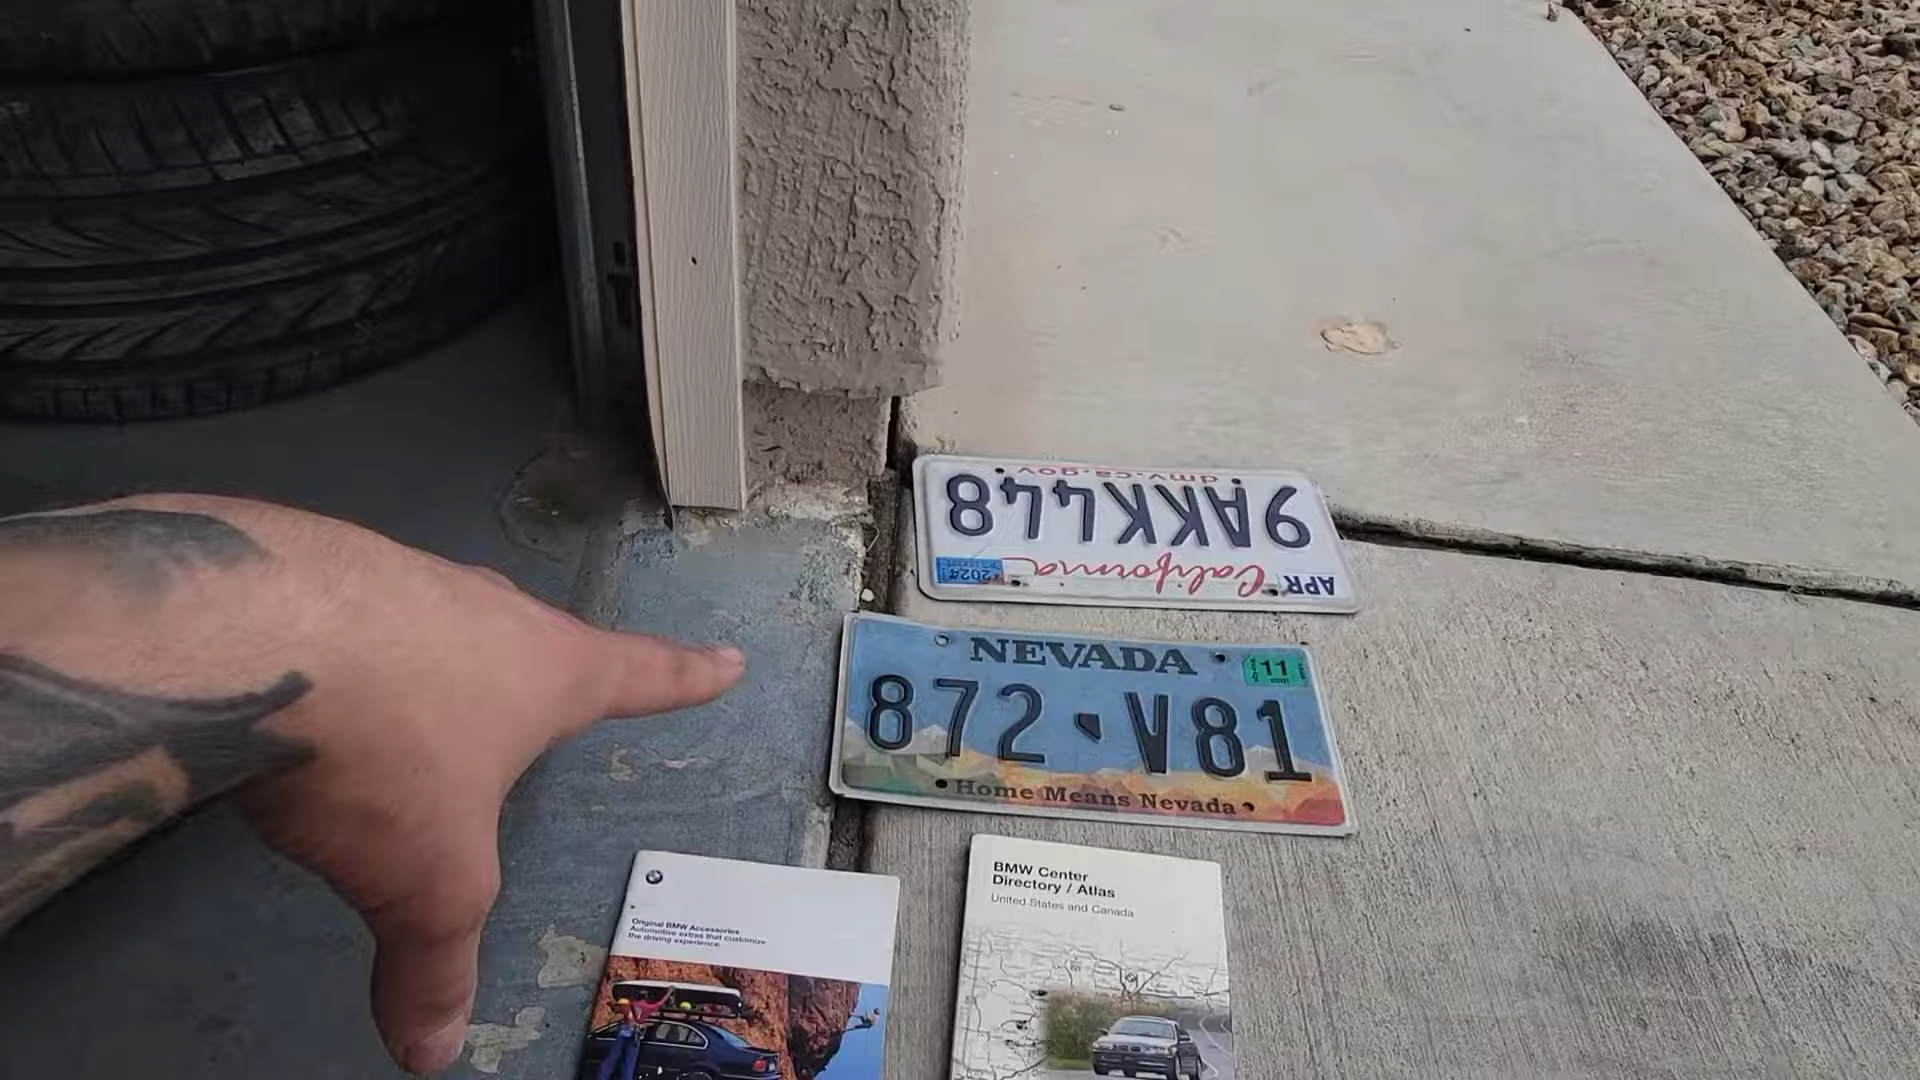 dmv.ca.gov
9AKK448
APR California 2024
NEVADA
11
872 V81
Home Means Nevada
Original BMW Accessories
Automotive extras that customize
the driving experience.
BMW Center
Directory / Atlas
United States and Canada